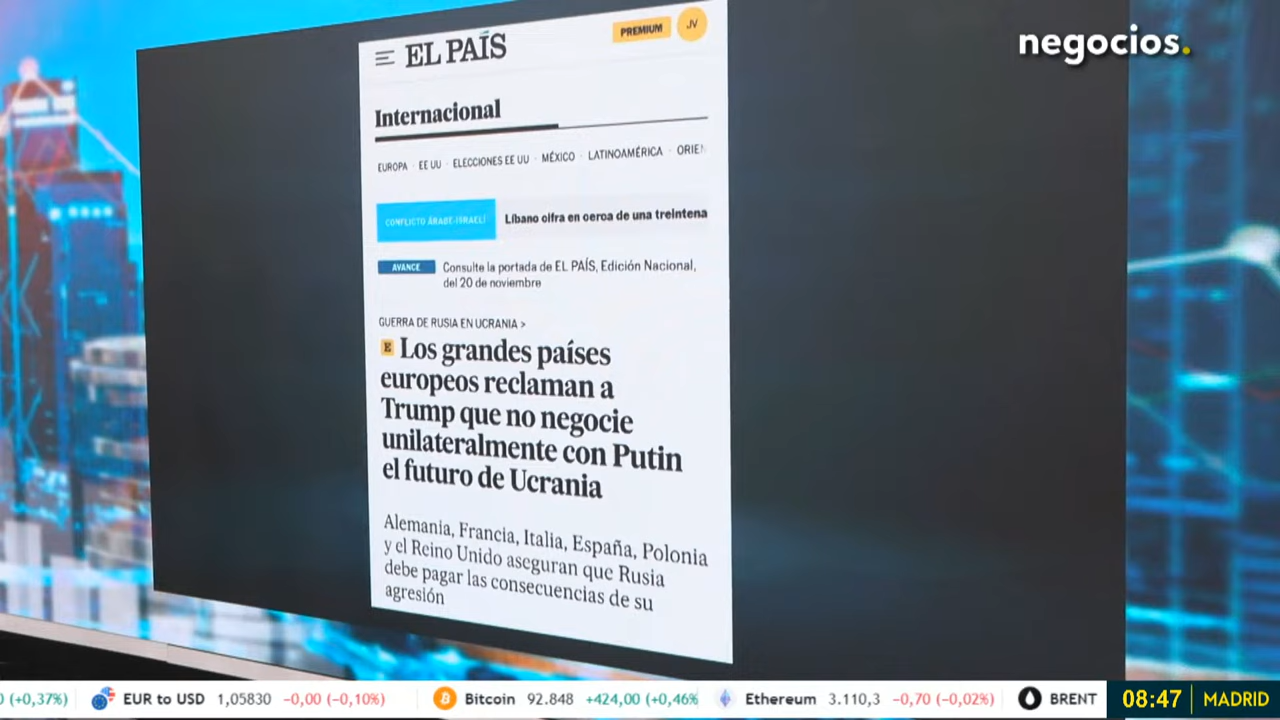 negocios.
EL PAÍS
PREMIUM
JV
Internacional
EUROPA · EE UU · ELECCIONES EE UU · MÉXICO · LATINOAMÉRICA · ORIEN
CONFLICTO ÁRABE-ISRAELÍ
Líbano cifra en cerca de una treintena
AVANCE
Consulte la portada de EL PAÍS, Edición Nacional,
del 20 de noviembre
GUERRA DE RUSIA EN UCRANIA >
E Los grandes países
europeos reclaman a
Trump que no negocie
unilateralmente con Putin
el futuro de Ucrania
Alemania, Francia, Italia, España, Polonia
y el Reino Unido aseguran que Rusia
debe pagar las consecuencias de su
agresión
0 (+0,37%) EUR to USD 1,05830 -0,00 (-0,10%) Bitcoin 92.848 +424,00 (+0,46% Ethereum 3.110,3 -0,70 (-0,02%) BRENT 08:47 MADRID